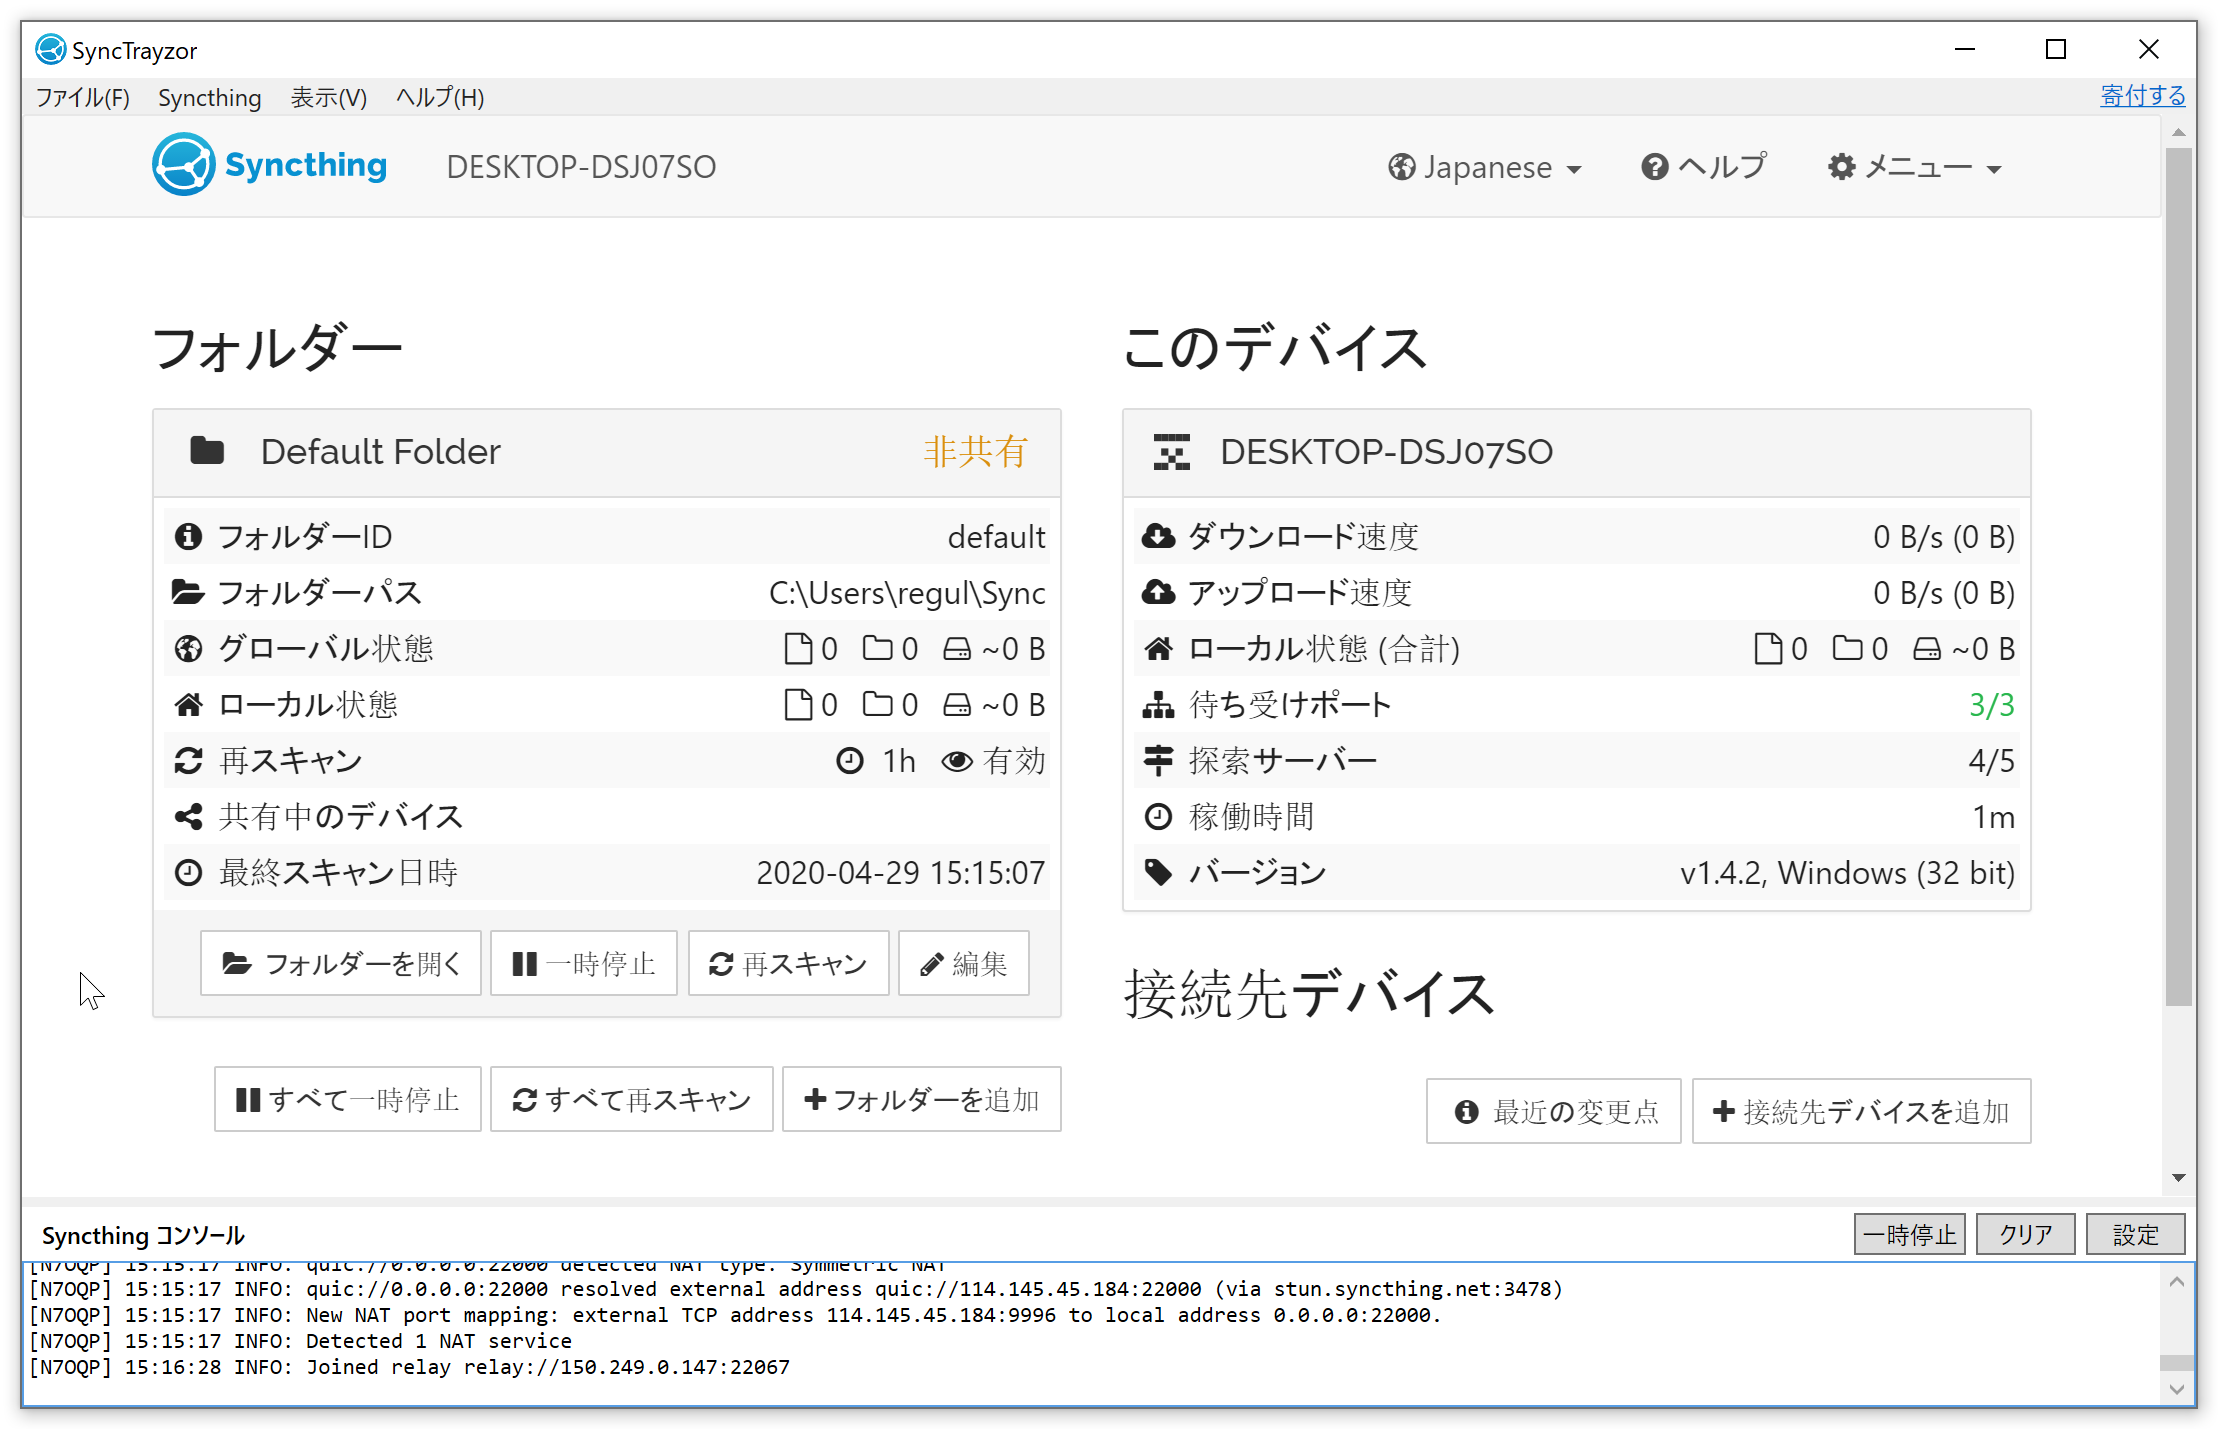 SyncTrayzor
ファイル(F) Syncthing 表示(V) ヘルプ(H) 寄付する
Syncthing DESKTOP-DSJ07SO Japanese ヘルプ メニュー
フォルダー
Default Folder 非共有
フォルダーID default
フォルダーパス C:\Users\regul\Sync
グローバル状態 0 0 ~0 B
ローカル状態 0 0 ~0 B
再スキャン 1h 有効
共有中のデバイス
最終スキャン日時 2020-04-29 15:15:07
フォルダーを開く 一時停止 再スキャン 編集
すべて一時停止 すべて再スキャン フォルダーを追加
このデバイス
DESKTOP-DSJ07SO
ダウンロード速度 0 B/s (0 B)
アップロード速度 0 B/s (0 B)
ローカル状態 (合計) 0 0 ~0 B
待ち受けポート 3/3
探索サーバー 4/5
稼働時間 1m
バージョン v1.4.2, Windows (32 bit)
接続先デバイス
最近の変更点 接続先デバイスを追加
Syncthing コンソール 一時停止 クリア 設定
[N7OQP] 15:15:17 INFO: quic://0.0.0.0:22000 detected NAT type: Symmetric NAT
[N7OQP] 15:15:17 INFO: quic://0.0.0.0:22000 resolved external address quic://114.145.45.184:22000 (via stun.syncthing.net:3478)
[N7OQP] 15:15:17 INFO: New NAT port mapping: external TCP address 114.145.45.184:9996 to local address 0.0.0.0:22000.
[N7OQP] 15:15:17 INFO: Detected 1 NAT service
[N7OQP] 15:16:28 INFO: Joined relay relay://150.249.0.147:22067